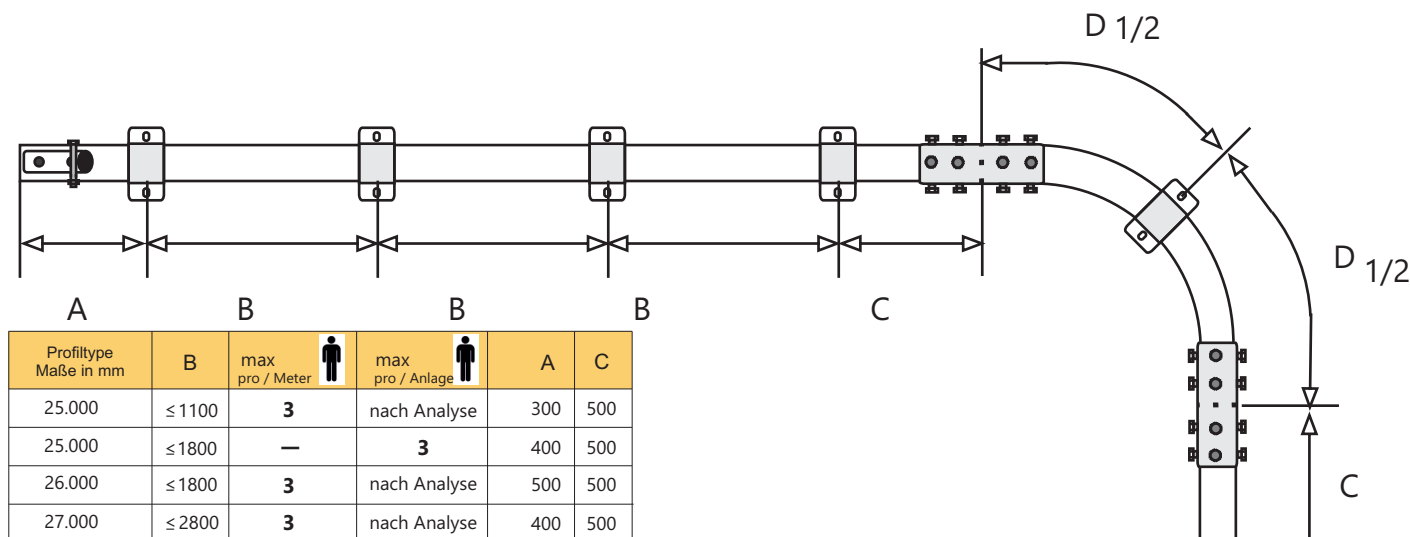 D 1/2
D 1/2
A B B B C
C
Profiltype
Maße in mm B max
pro / Meter max
pro / Anlage A C
25.000 ≤ 1100 3 nach Analyse 300 500
25.000 ≤ 1800 — 3 400 500
26.000 ≤ 1800 3 nach Analyse 500 500
27.000 ≤ 2800 3 nach Analyse 400 500